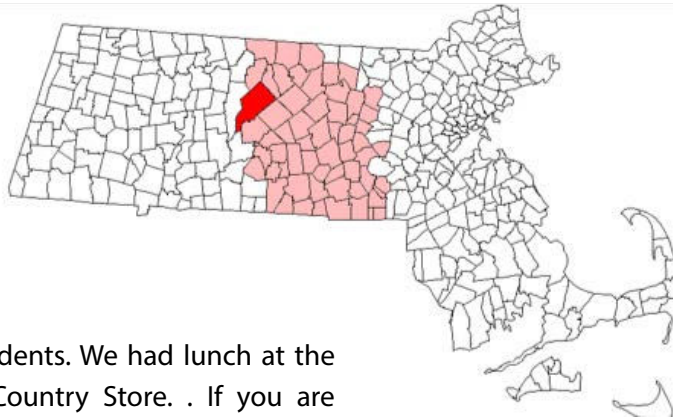 dents. We had lunch at the
Country Store. . If you are